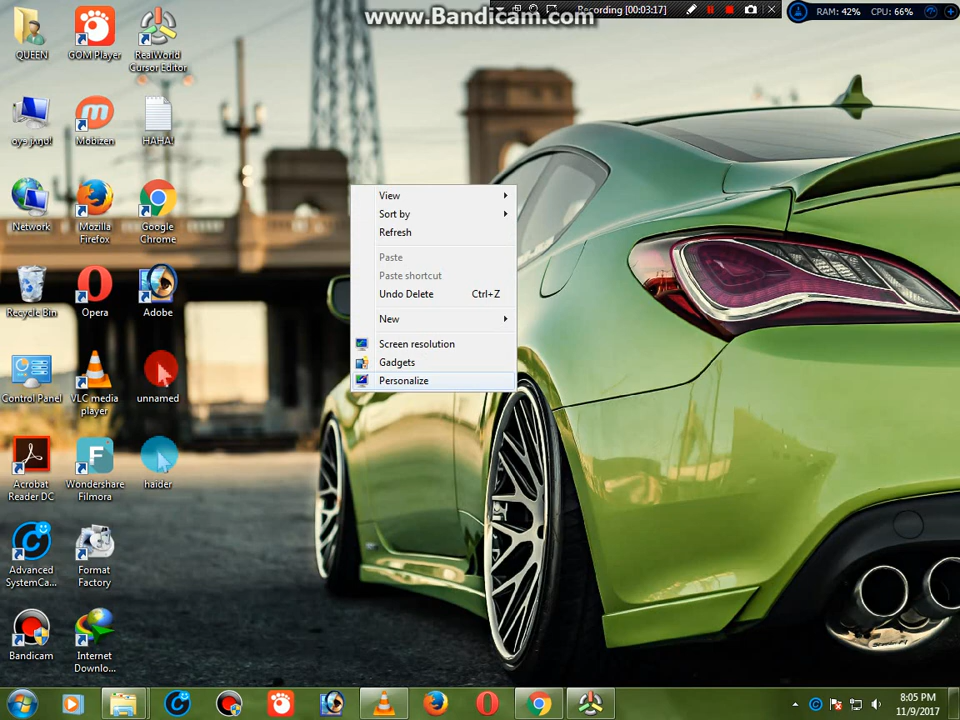 www.Bandicam.com
Recording [00:03:17]
RAM: 42% CPU: 66%
QUEEN
GOM Player
RealWorld
Cursor Editor
Mobizen
HAHA!
Network
Mozilla
Firefox
Google
Chrome
Recycle Bin
Opera
Adobe
Control Panel
VLC media
player
unnamed
Acrobat
Reader DC
Wondershare
Filmora
haider
Advanced
SystemCa...
Format
Factory
Bandicam
Internet
Downlo...
View
Sort by
Refresh
Paste
Paste shortcut
Undo Delete Ctrl+Z
New
Screen resolution
Gadgets
Personalize
8:05 PM
11/9/2017